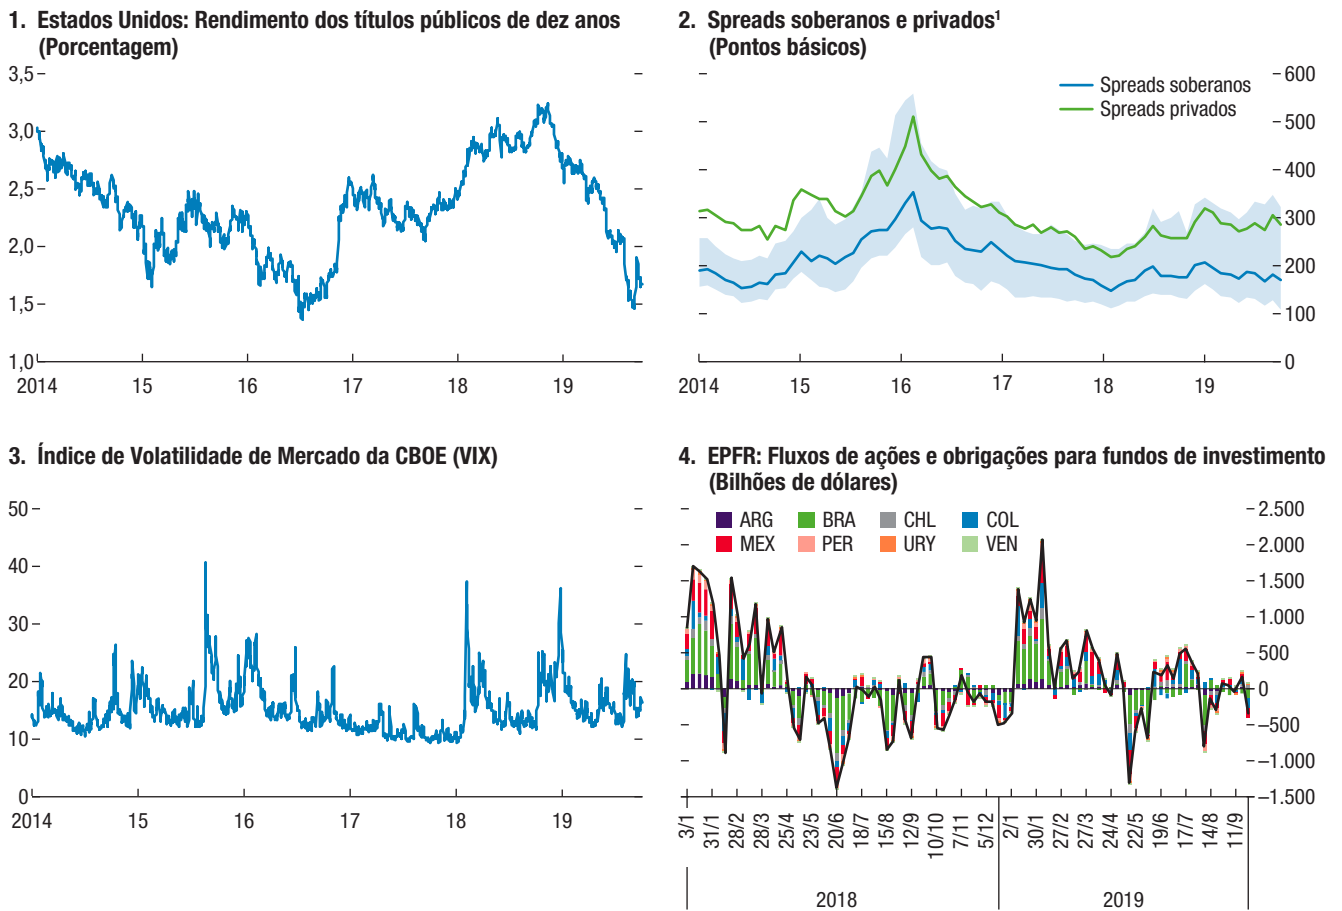 1. Estados Unidos: Rendimento dos títulos públicos de dez anos
(Porcentagem)
3,5
3,0
2,5
2,0
1,5
1,0
2014 15 16 17 18 19
2. Spreads soberanos e privados¹
(Pontos básicos)
Spreads soberanos
Spreads privados
600
500
400
300
200
100
0
2014 15 16 17 18 19
3. Índice de Volatilidade de Mercado da CBOE (VIX)
50
40
30
20
10
0
2014 15 16 17 18 19
4. EPFR: Fluxos de ações e obrigações para fundos de investimento
(Bilhões de dólares)
ARG BRA CHL COL
MEX PER URY VEN
2.500
2.000
1.500
1.000
500
0
–500
–1.000
–1.500
3/1 31/1 28/2 28/3 25/4 23/5 20/6 18/7 15/8 12/9 10/10 7/11 5/12 2/1 30/1 27/2 27/3 24/4 22/5 19/6 17/7 14/8 11/9
2018 2019